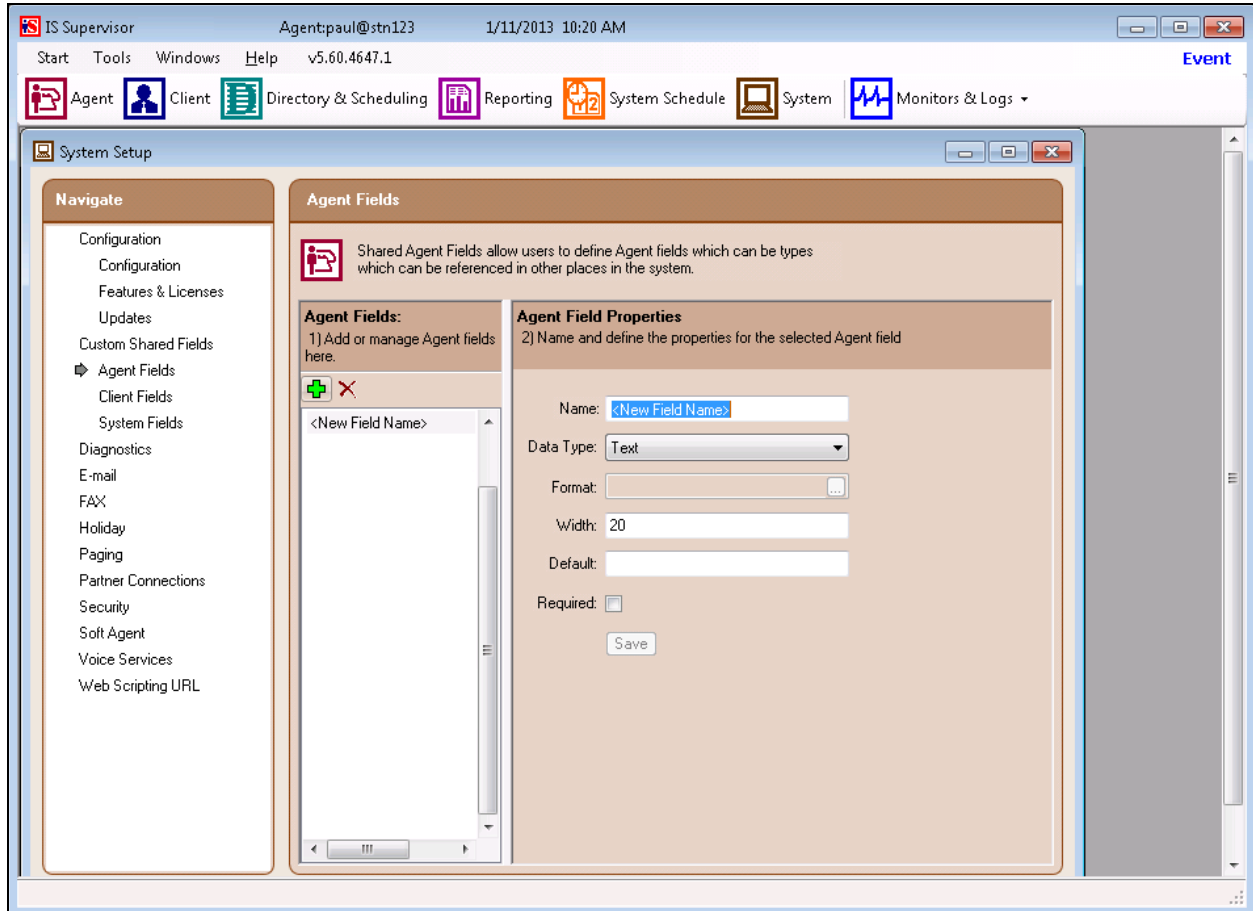 IS IS Supervisor Agent:paul@stn123 1/11/2013 10:20 AM
Start Tools Windows Help v5.60.4647.1 Event
Agent Client Directory & Scheduling Reporting System Schedule System Monitors & Logs
System Setup
Navigate
Configuration
Configuration
Features & Licenses
Updates
Custom Shared Fields
Agent Fields
Client Fields
System Fields
Diagnostics
E-mail
FAX
Holiday
Paging
Partner Connections
Security
Soft Agent
Voice Services
Web Scripting URL
Agent Fields
Shared Agent Fields allow users to define Agent fields which can be types
which can be referenced in other places in the system.
Agent Fields:
1) Add or manage Agent fields
here.
<New Field Name>
Agent Field Properties
2) Name and define the properties for the selected Agent field
Name: <New Field Name>
Data Type: Text
Format: ...
Width: 20
Default:
Required:
Save